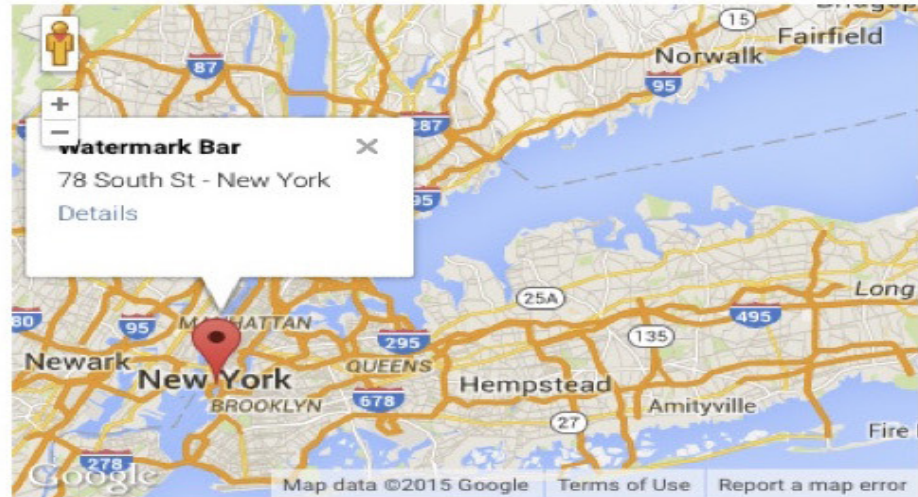 15
Bridgep
Fairfield
Norwalk
87
95
287
+
−
Watermark Bar
×
78 South St - New York
Details
95
25A
Long
80
95
MANHATTAN
495
135
295
Newark
QUEENS
New York
Hempstead
678
BROOKLYN
Amityville
27
Fire
278
Google
Map data ©2015 Google
Terms of Use
Report a map error